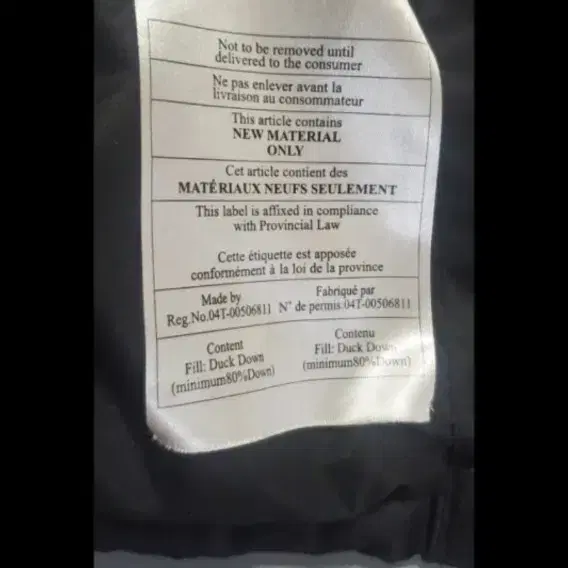 Not to be removed until
delivered to the consumer
Ne pas enlever avant la
livraison au consommateur
This article contains
NEW MATERIAL
ONLY
Cet article contient des
MATÉRIAUX NEUFS SEULEMENT
This label is affixed in compliance
with Provincial Law
Cette étiquette est apposée
conformément à la loi de la province
Made by
Reg.No.04T-00506811
Fabriqué par
N° de permis:04T-00506811
Content
Fill: Duck Down
(minimum80%Down)
Contenu
Fill: Duck Down
(minimum80%Down)